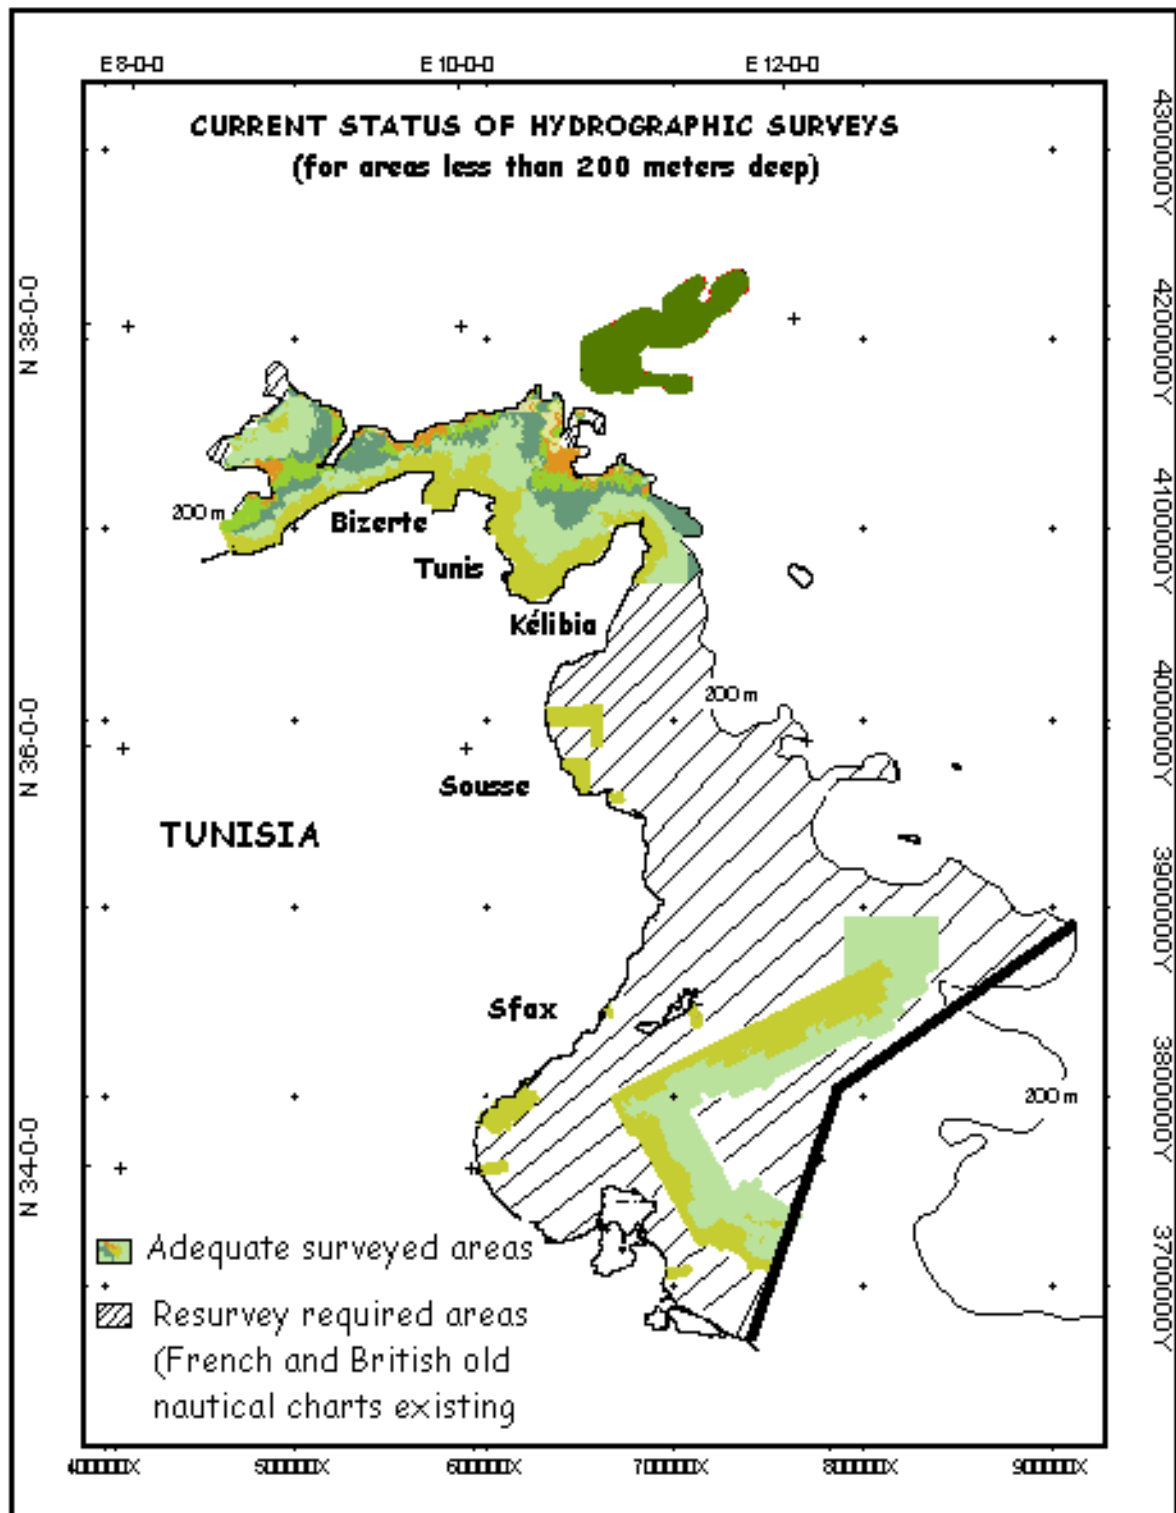 E 8-0-0 E 10-0-0 E 12-0-0
CURRENT STATUS OF HYDROGRAPHIC SURVEYS
(for areas less than 200 meters deep)
4300000Y
N 38-0-0
4200000Y
200 m
Bizerte
4100000Y
Tunis
Kélibia
200 m
4000000Y
N 36-0-0
Sousse
TUNISIA
3900000Y
Sfax
200 m
3800000Y
N 34-0-0
Adequate surveyed areas
3700000Y
Resurvey required areas
(French and British old
nautical charts existing
400000X 500000X 600000X 700000X 800000X 900000X